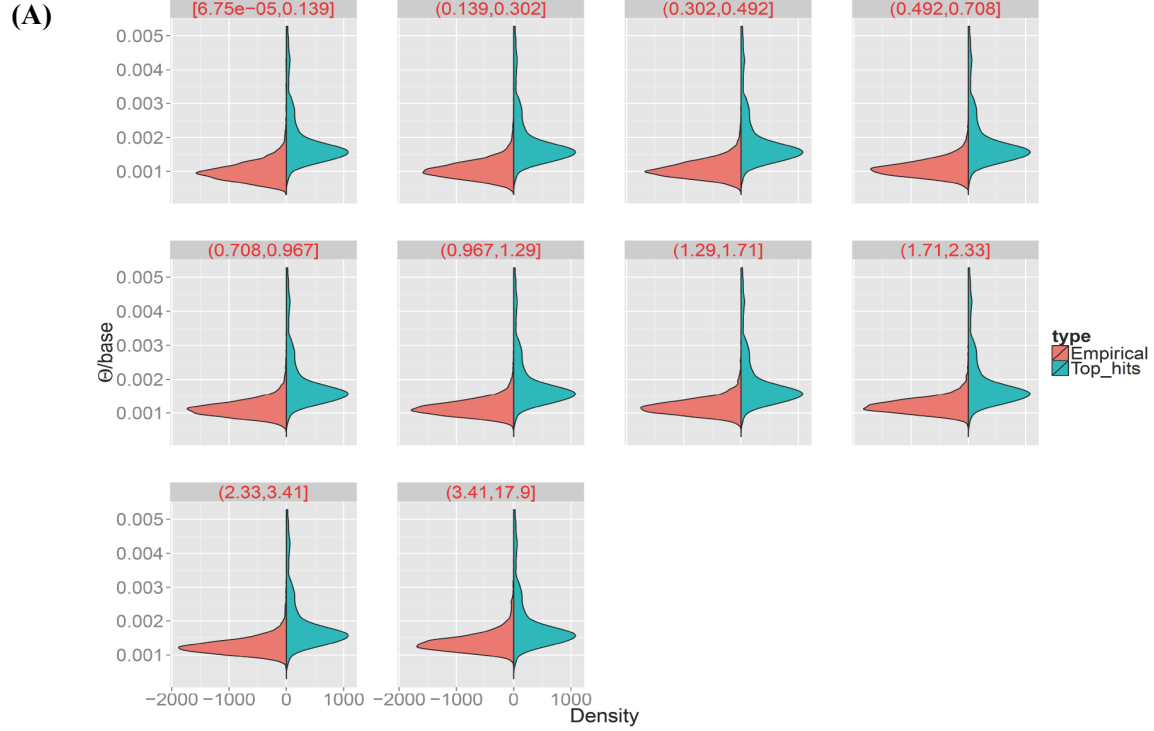 (A)
[6.75e−05,0.139] (0.139,0.302] (0.302,0.492] (0.492,0.708]
0.005
0.004
0.003
0.002
0.001
(0.708,0.967] (0.967,1.29] (1.29,1.71] (1.71,2.33]
0.005
0.004
0.003
0.002
0.001
Θ/base
type
Empirical
Top_hits
(2.33,3.41] (3.41,17.9]
0.005
0.004
0.003
0.002
0.001
−2000 −1000 0 1000 −2000 −1000 0 1000
Density